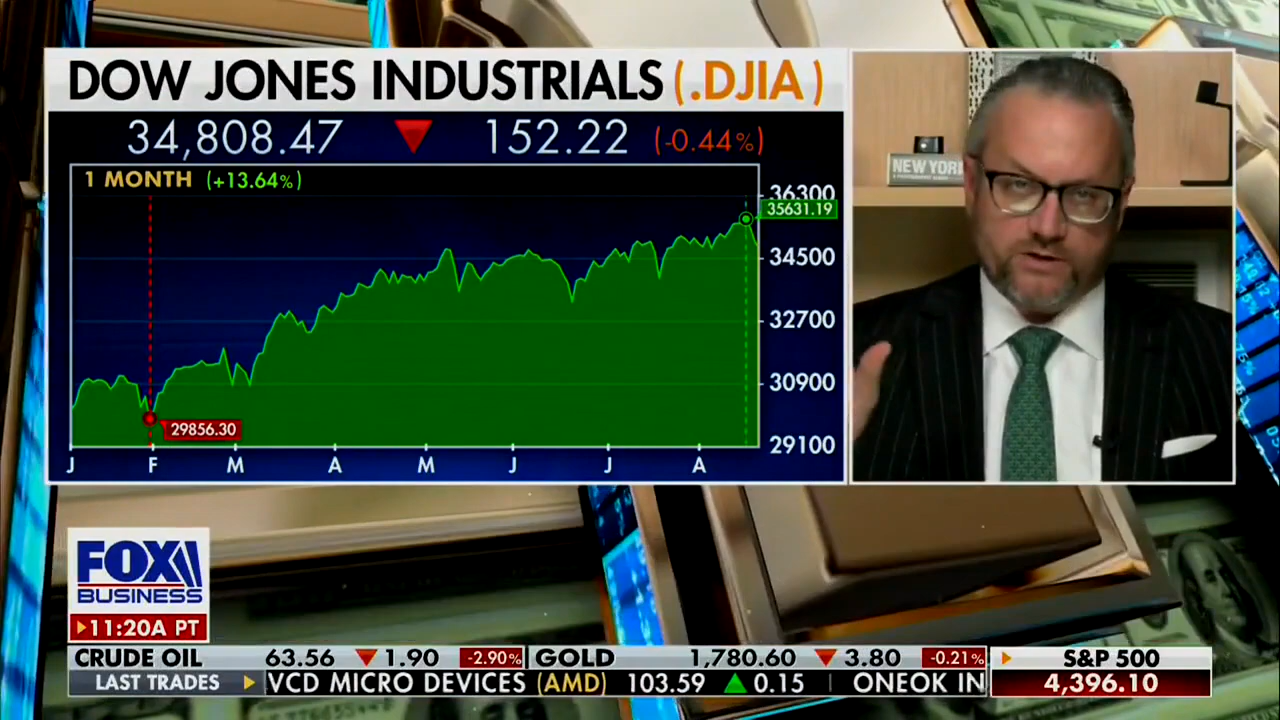 DOW JONES INDUSTRIALS (.DJIA)
34,808.47 ▼ 152.22 (-0.44%)
1 MONTH (+13.64%)
36300
35631.19
34500
32700
30900
29100
29856.30
J F M A M J J A
NEW YOR
FOX
BUSINESS
11:20A PT
CRUDE OIL 63.56 ▼ 1.90 -2.90% GOLD 1,780.60 ▼ 3.80 -0.21% S&P 500
LAST TRADES VCD MICRO DEVICES (AMD) 103.59 ▲ 0.15 ONEOK IN 4,396.10